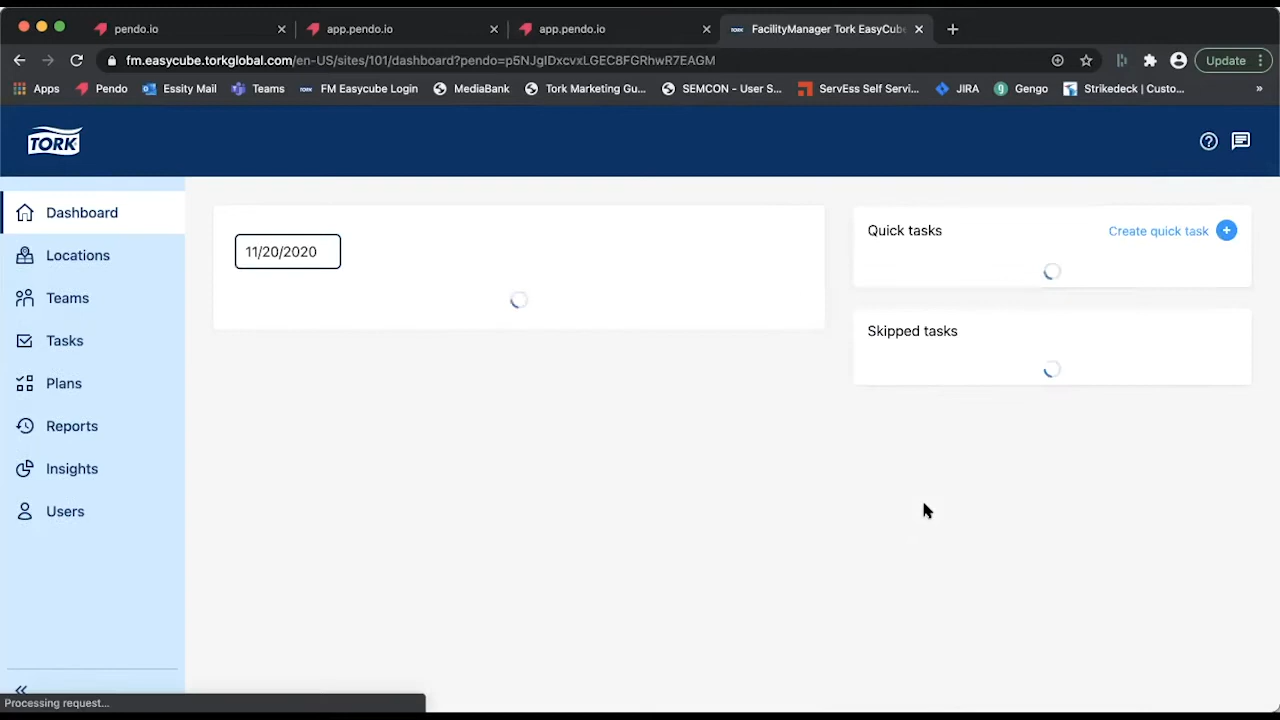 pendo.io
app.pendo.io
app.pendo.io
TORK FacilityManager Tork EasyCube
fm.easycube.torkglobal.com/en-US/sites/101/dashboard?pendo=p5NJglDxcvxLGEC8FGRhwR7EAGM
Update
Apps
Pendo
Essity Mail
Teams
FM Easycube Login
MediaBank
Tork Marketing Gu...
SEMCON - User S...
ServEss Self Servi...
JIRA
Gengo
Strikedeck | Custo...
»
TORK
Dashboard
Locations
Teams
Tasks
Plans
Reports
Insights
Users
11/20/2020
Quick tasks
Create quick task
Skipped tasks
Processing request...